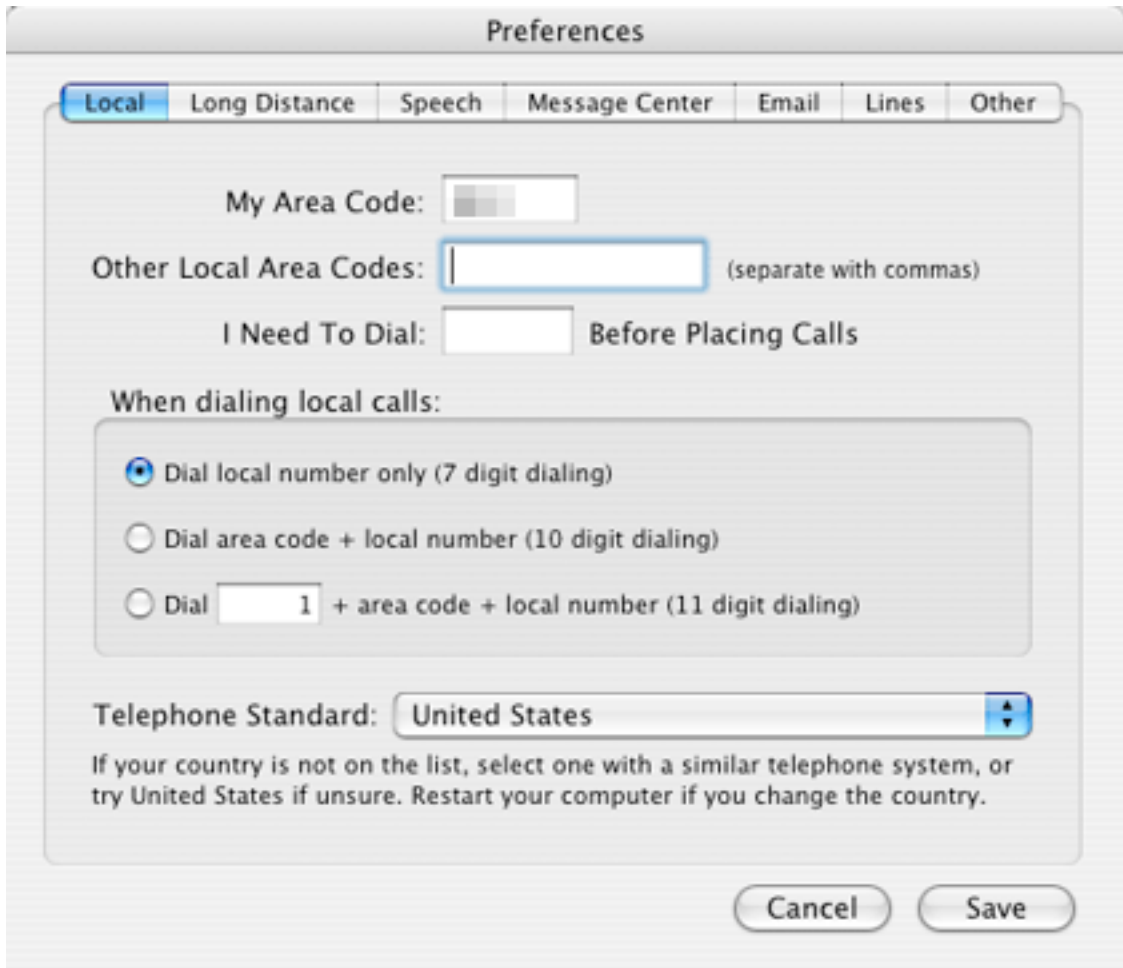 Preferences
Local Long Distance Speech Message Center Email Lines Other
My Area Code:
Other Local Area Codes: (separate with commas)
I Need To Dial: Before Placing Calls
When dialing local calls:
Dial local number only (7 digit dialing)
Dial area code + local number (10 digit dialing)
Dial 1 + area code + local number (11 digit dialing)
Telephone Standard: United States
If your country is not on the list, select one with a similar telephone system, or
try United States if unsure. Restart your computer if you change the country.
Cancel Save